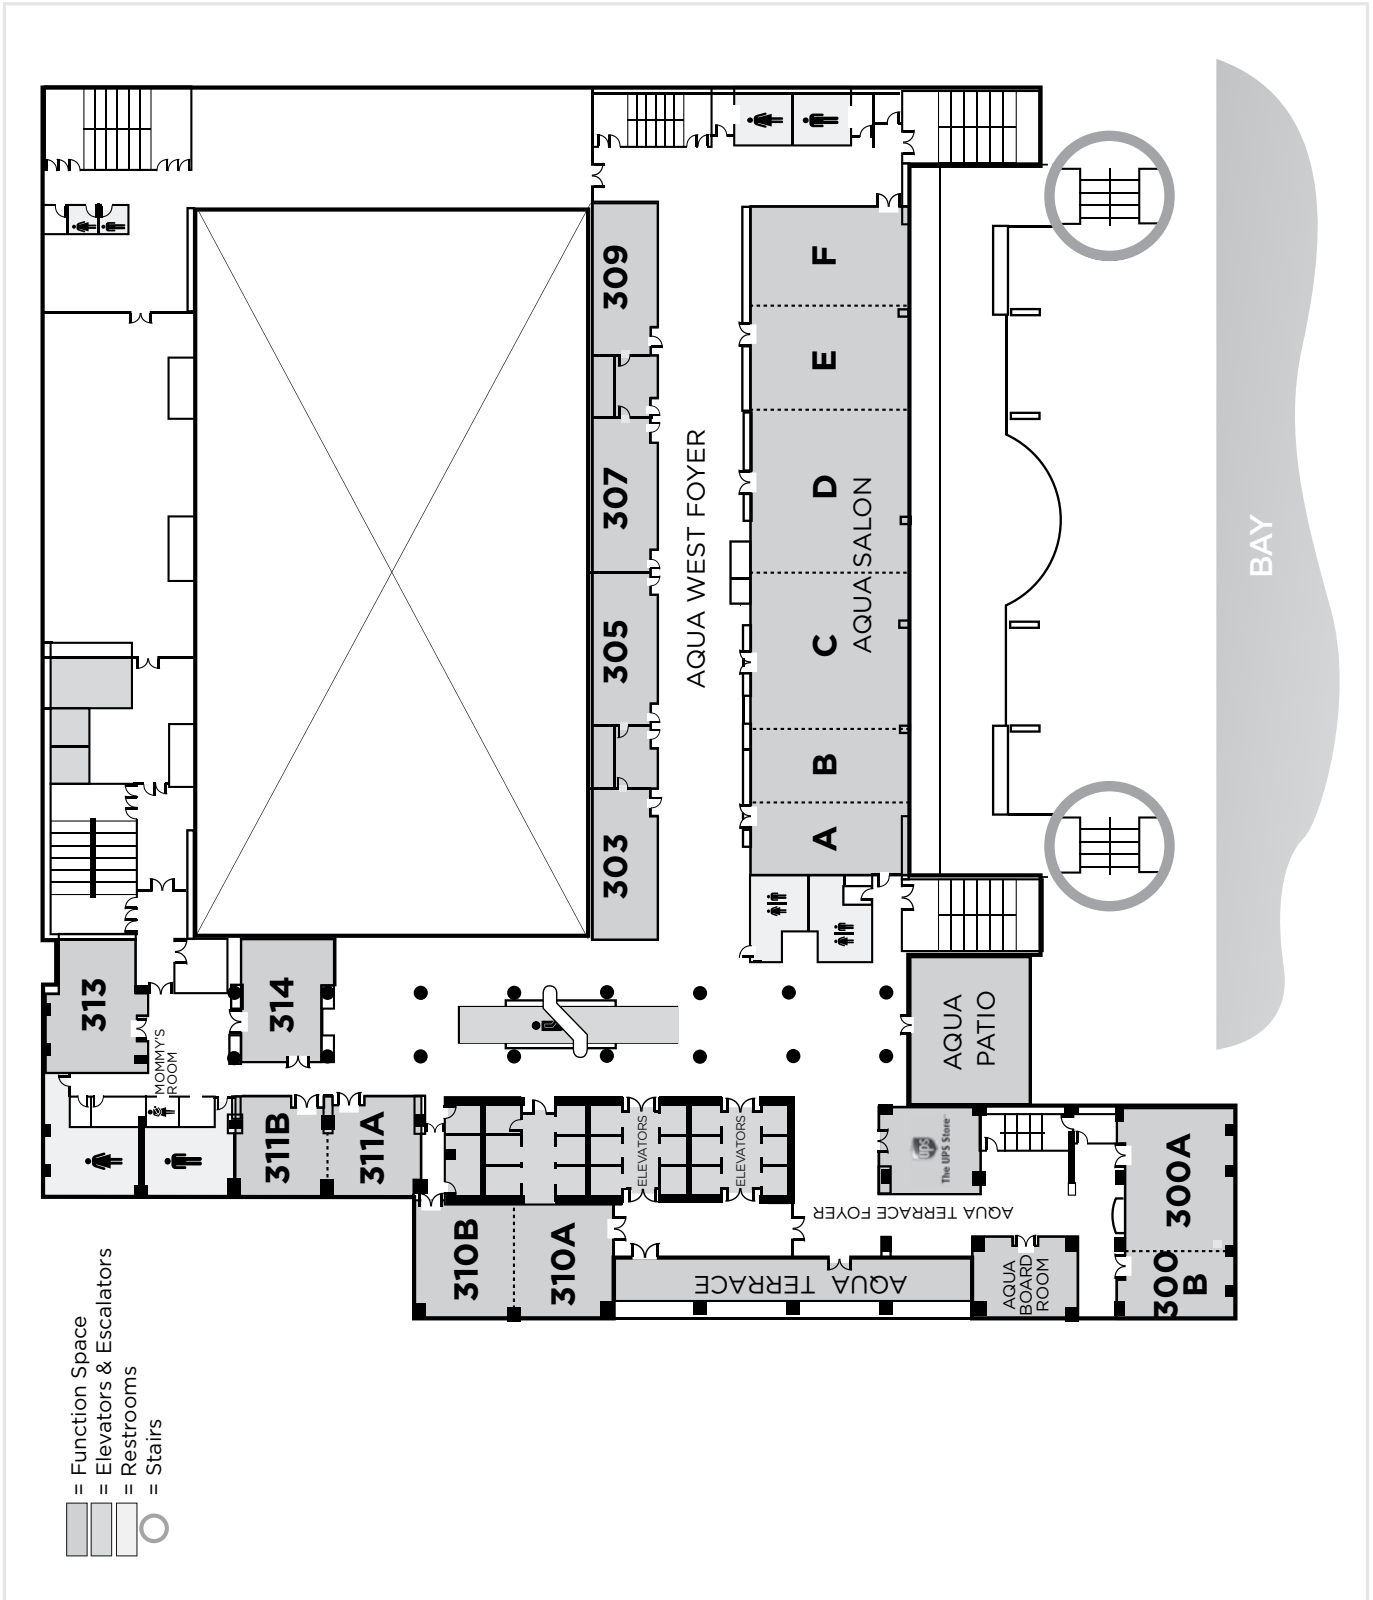 309
307
305
303
AQUA WEST FOYER
F
E
D
C
B
A
AQUA SALON
BAY
313
314
MOMMY'S
ROOM
311B
311A
ELEVATORS
ELEVATORS
AQUA
PATIO
ups
The UPS Store
AQUA TERRACE FOYER
300A
300
B
310B
310A
AQUA TERRACE
AQUA
BOARD
ROOM
= Function Space
= Elevators & Escalators
= Restrooms
= Stairs